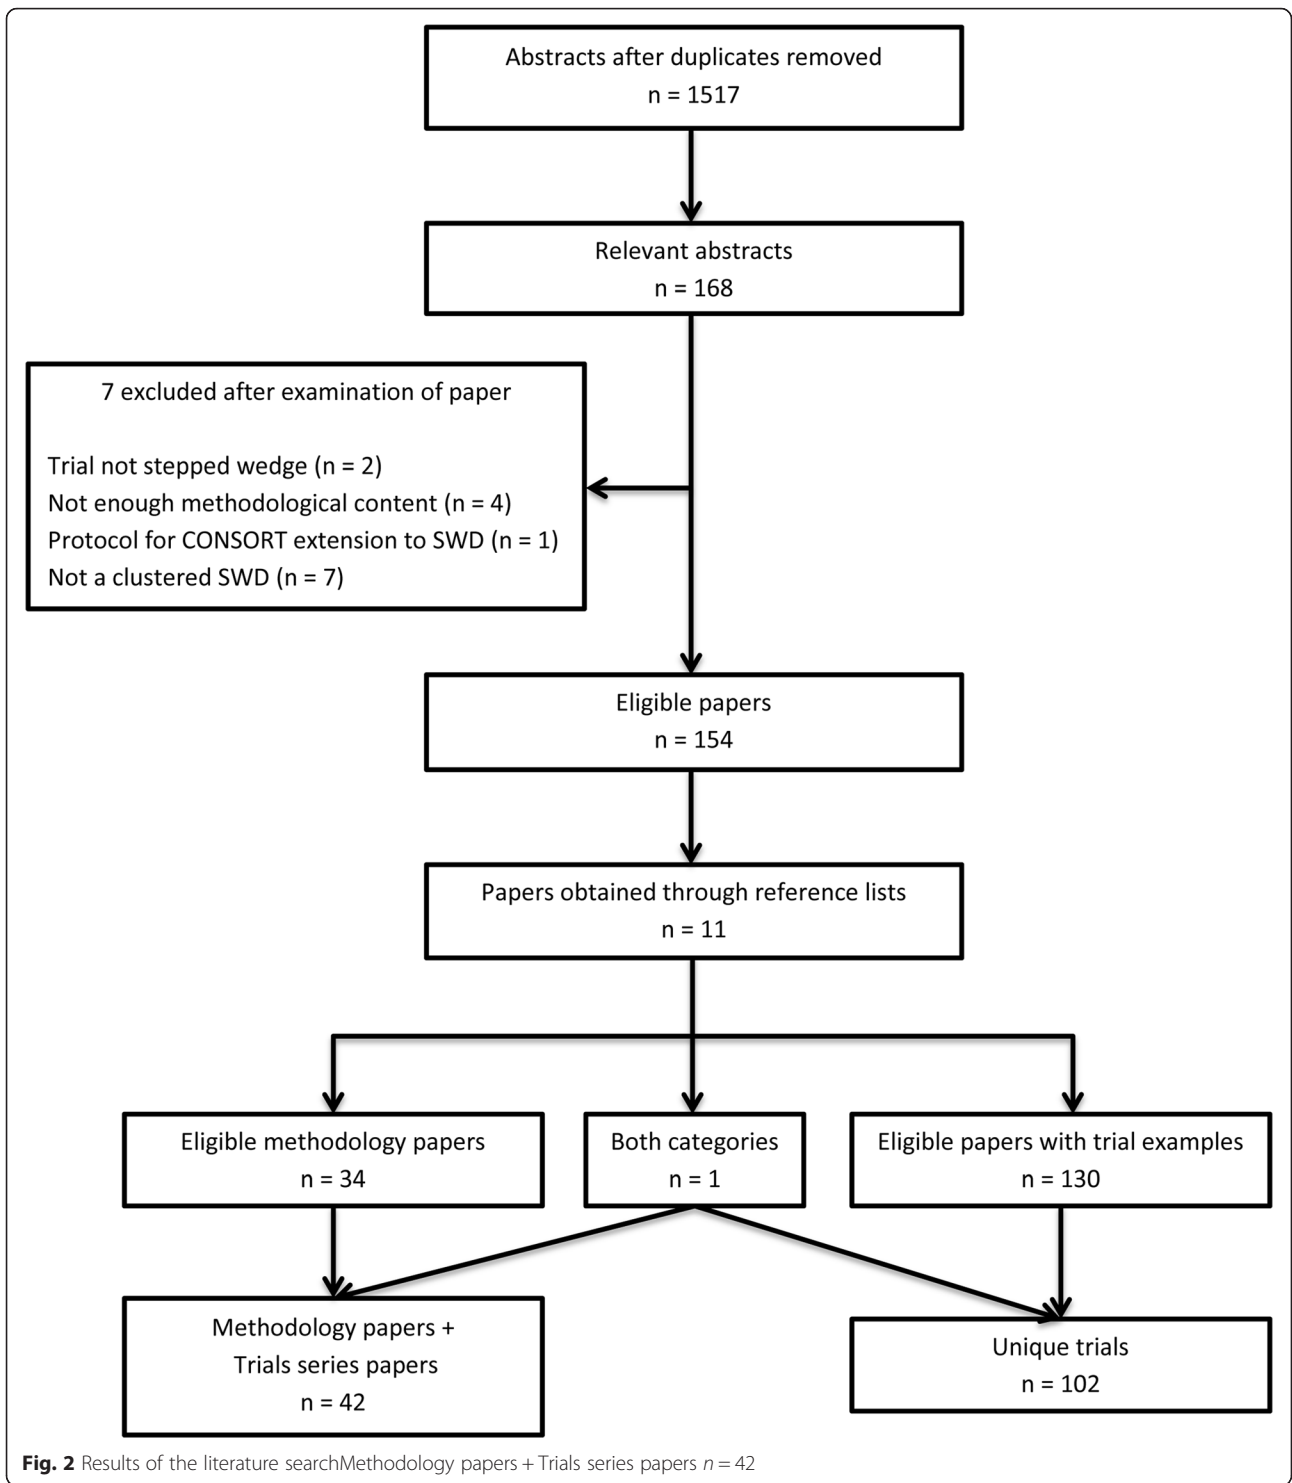 Abstracts after duplicates removed
n = 1517
Relevant abstracts
n = 168
7 excluded after examination of paper
Trial not stepped wedge (n = 2)
Not enough methodological content (n = 4)
Protocol for CONSORT extension to SWD (n = 1)
Not a clustered SWD (n = 7)
Eligible papers
n = 154
Papers obtained through reference lists
n = 11
Eligible methodology papers
n = 34
Both categories
n = 1
Eligible papers with trial examples
n = 130
Methodology papers +
Trials series papers
n = 42
Unique trials
n = 102
Fig. 2 Results of the literature searchMethodology papers + Trials series papers n = 42